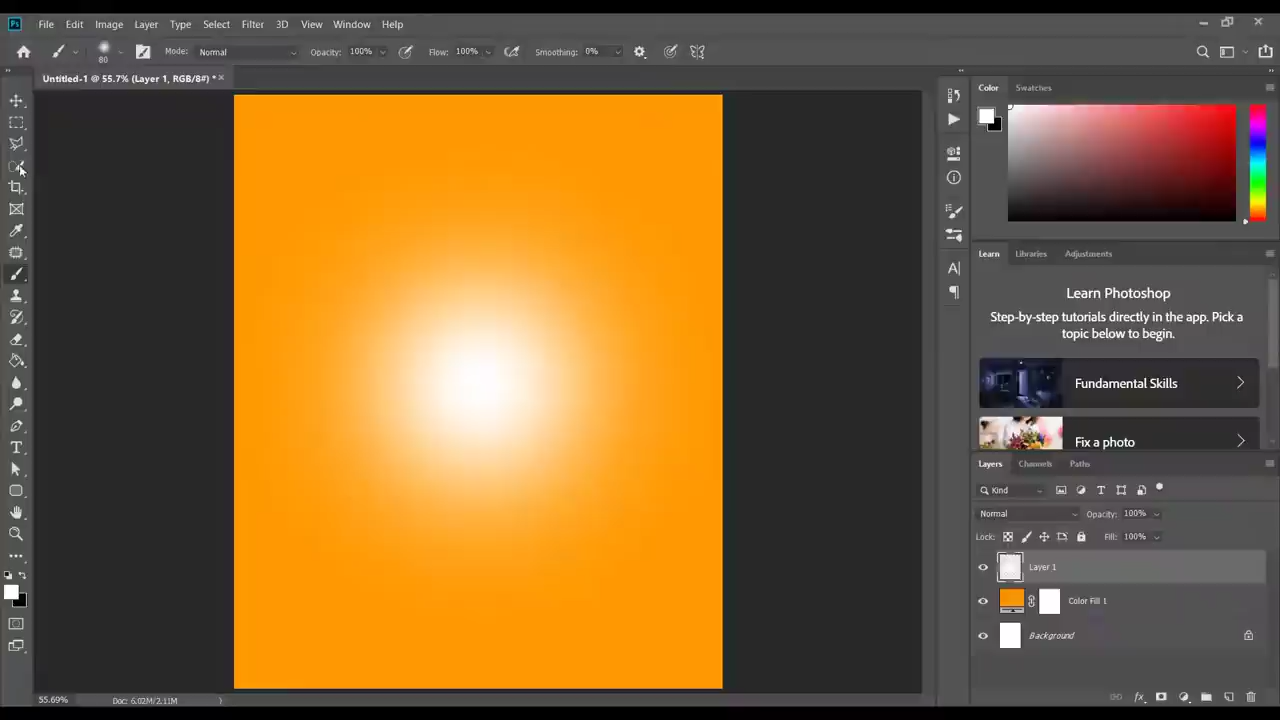 Ps File Edit Image Layer Type Select Filter 3D View Window Help
80 Mode: Normal Opacity: 100% Flow: 100% Smoothing: 0%
Untitled-1 @ 55.7% (Layer 1, RGB/8#) * ×
Color Swatches
Learn Libraries Adjustments
Learn Photoshop
Step-by-step tutorials directly in the app. Pick a
topic below to begin.
Fundamental Skills
Fix a photo
Layers Channels Paths
Kind
Normal Opacity: 100%
Lock: Fill: 100%
Layer 1
Color Fill 1
Background
55.69% Doc: 6.02M/2.11M